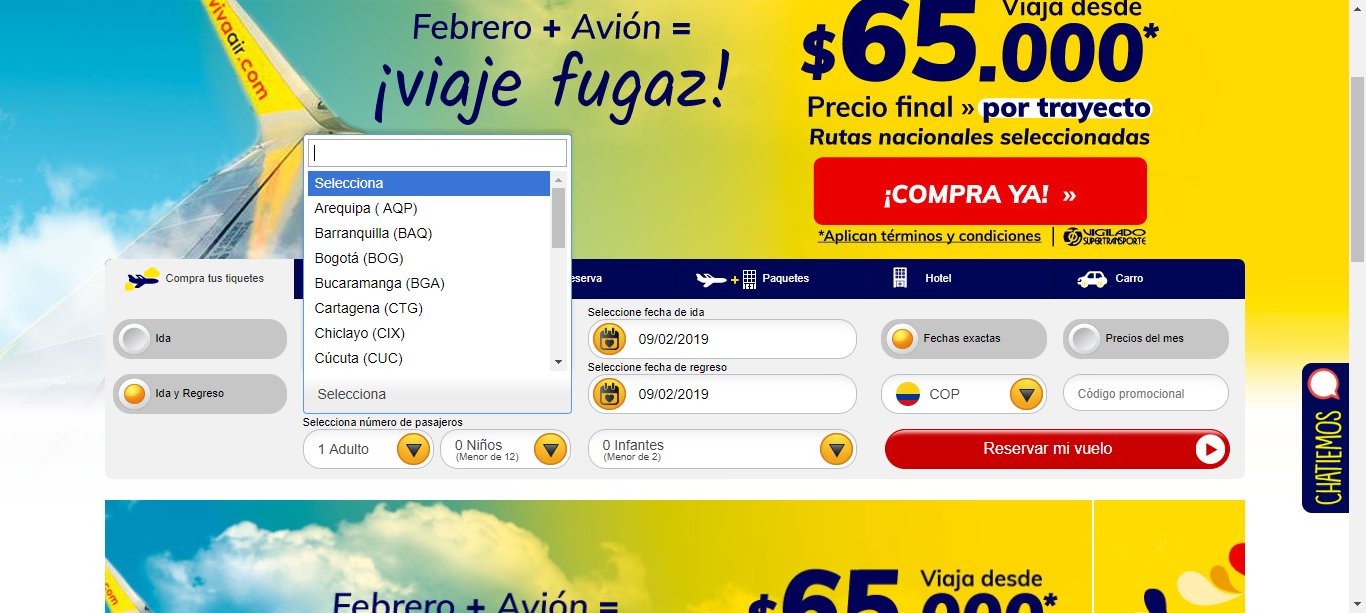 vivaair.com
Febrero + Avión =
¡viaje fugaz!
Viaja desde
$65.000*
Precio final » por trayecto
Rutas nacionales seleccionadas
¡COMPRA YA! »
*Aplican términos y condiciones | VIGILADO SUPERTRANSPORTE
Selecciona
Arequipa ( AQP)
Barranquilla (BAQ)
Bogotá (BOG)
Bucaramanga (BGA)
Cartagena (CTG)
Chiclayo (CIX)
Cúcuta (CUC)
Selecciona
Compra tus tiquetes
eserva
+ Paquetes
Hotel
Carro
Ida
Ida y Regreso
Seleccione fecha de ida
09/02/2019
Seleccione fecha de regreso
09/02/2019
Fechas exactas
Precios del mes
COP
Código promocional
Selecciona número de pasajeros
1 Adulto
0 Niños
(Menor de 12)
0 Infantes
(Menor de 2)
Reservar mi vuelo
CHATIEMOS
.com
Febrero + Avión =
Viaja desde
$65.000*